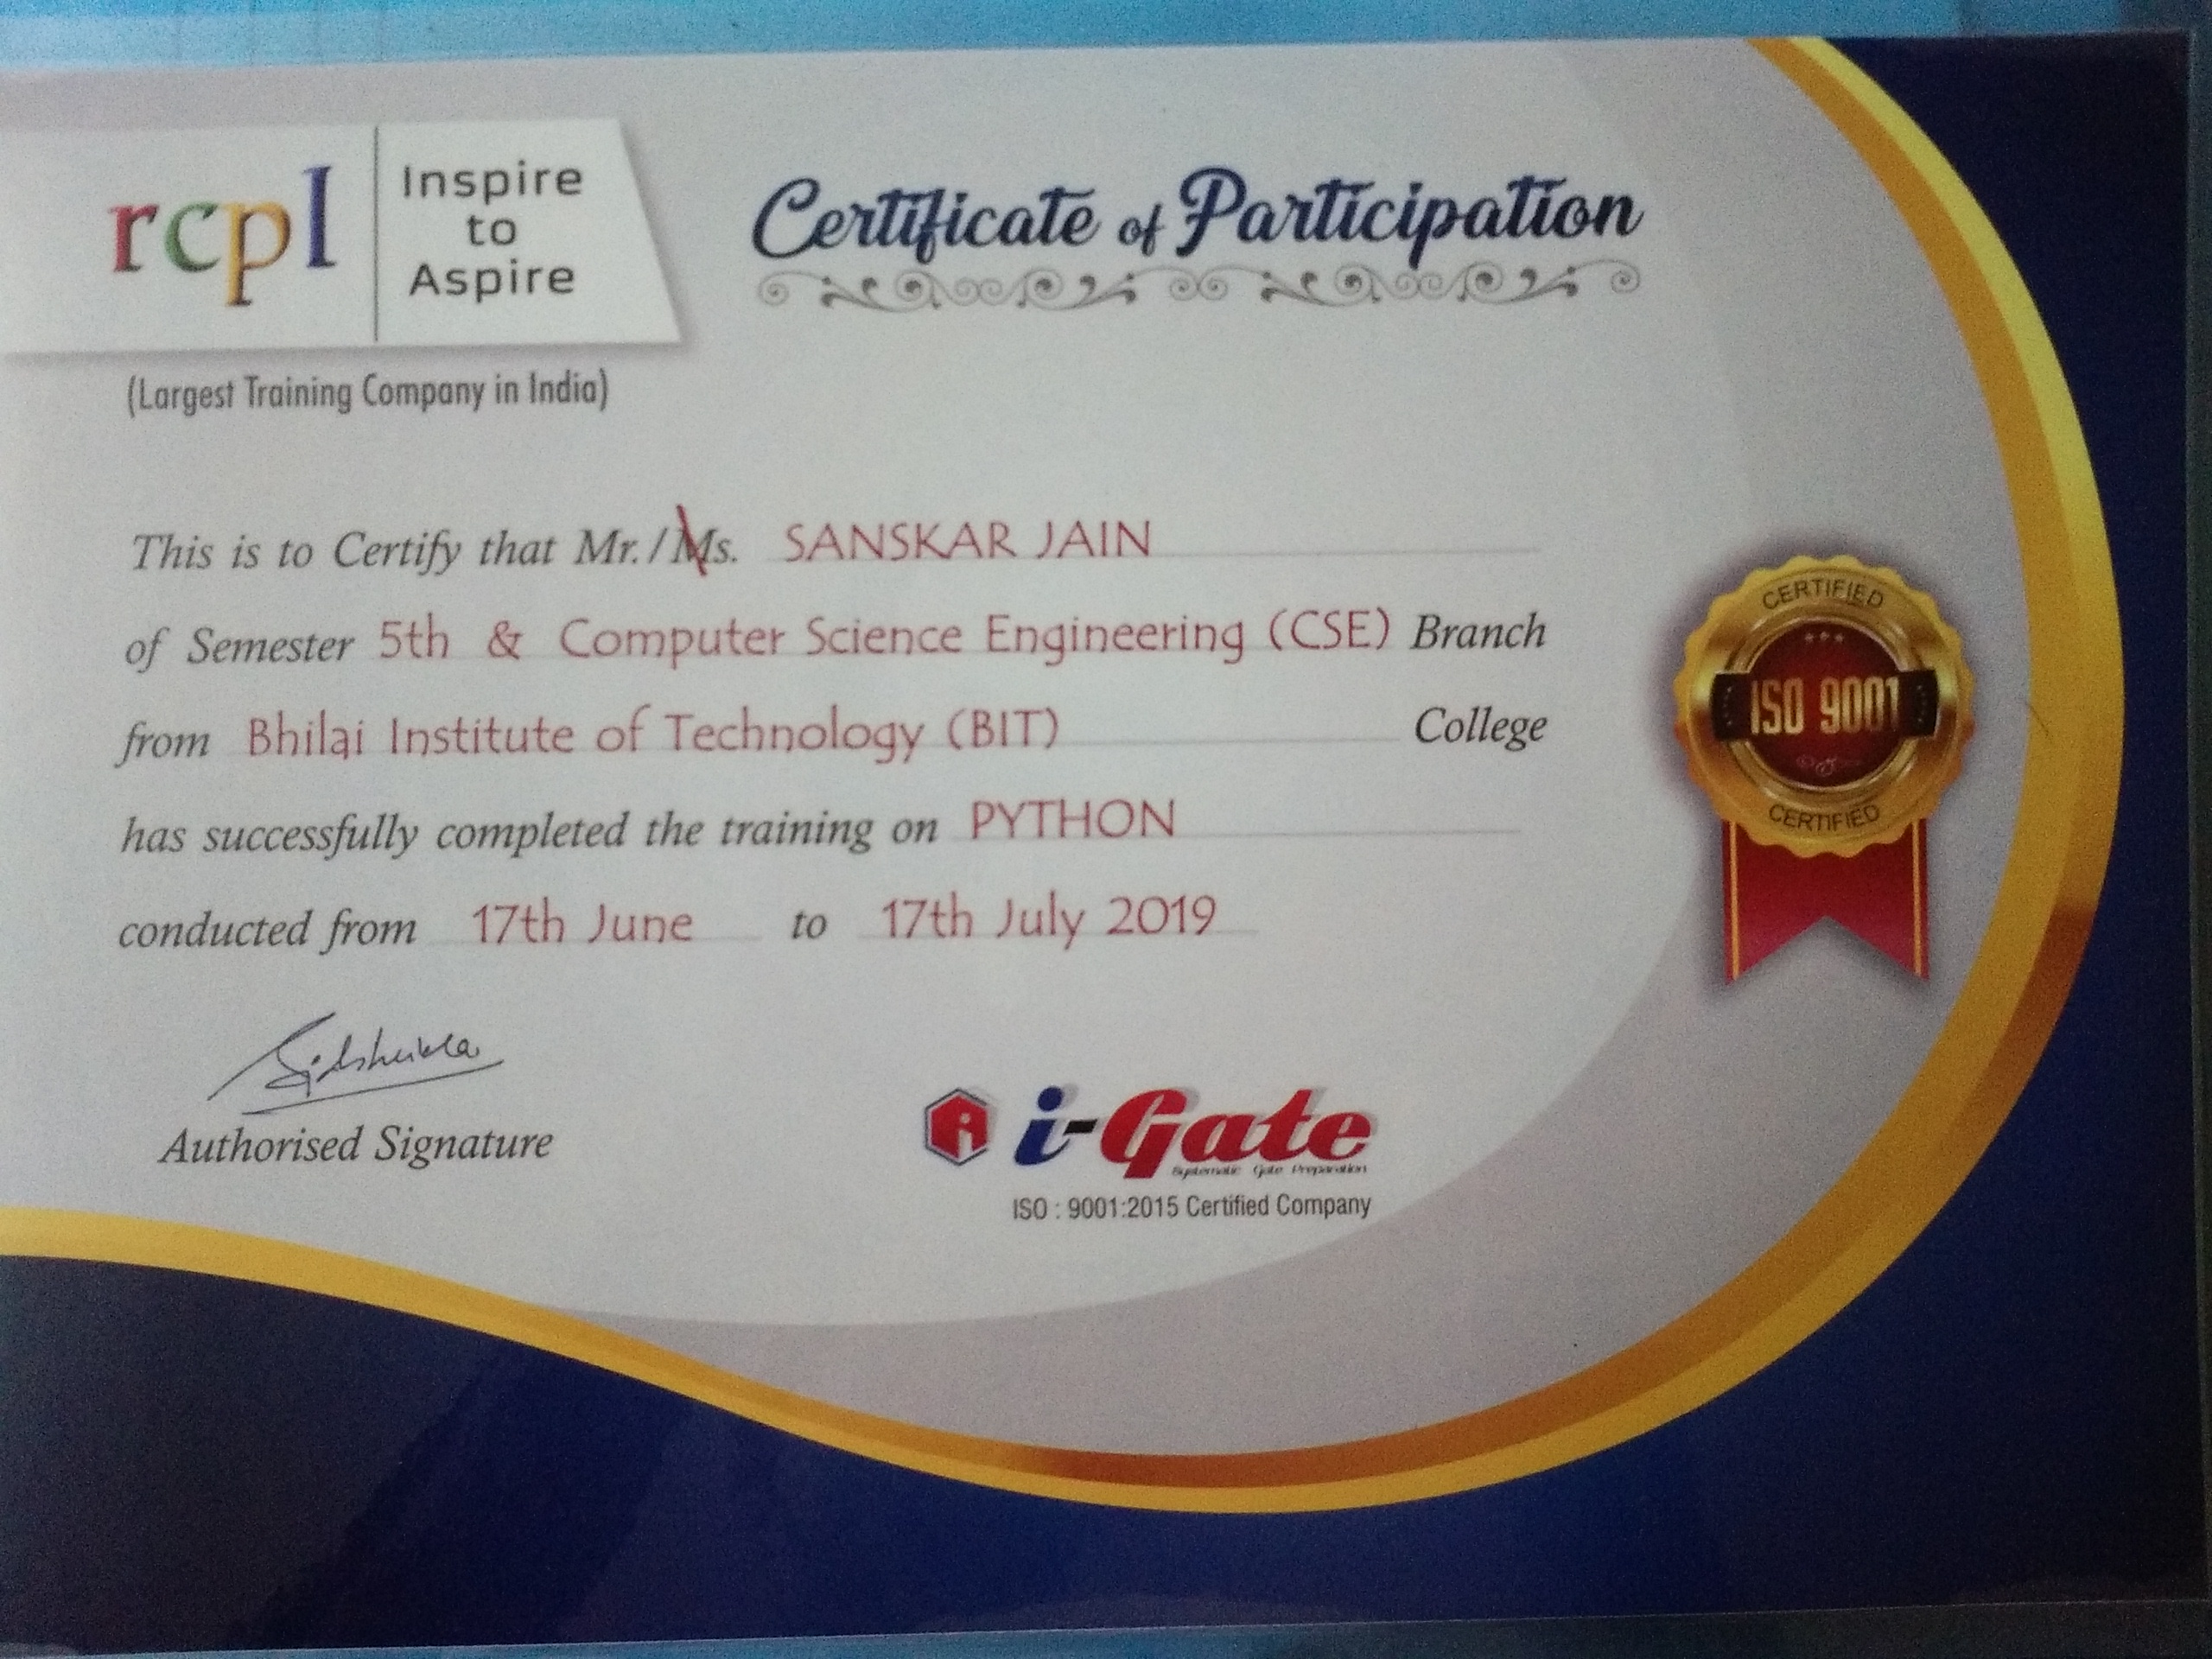 rcpl
Inspire
to
Aspire
(Largest Training Company in India)
Certificate of Participation
This is to Certify that Mr./Ms. SANSKAR JAIN
of Semester 5th & Computer Science Engineering (CSE) Branch
from Bhilai Institute of Technology (BIT) College
has successfully completed the training on PYTHON
conducted from 17th June to 17th July 2019
CERTIFIED
ISO 9001
CERTIFIED
Authorised Signature
i-Gate
Systematic Gate Preparation
ISO : 9001:2015 Certified Company